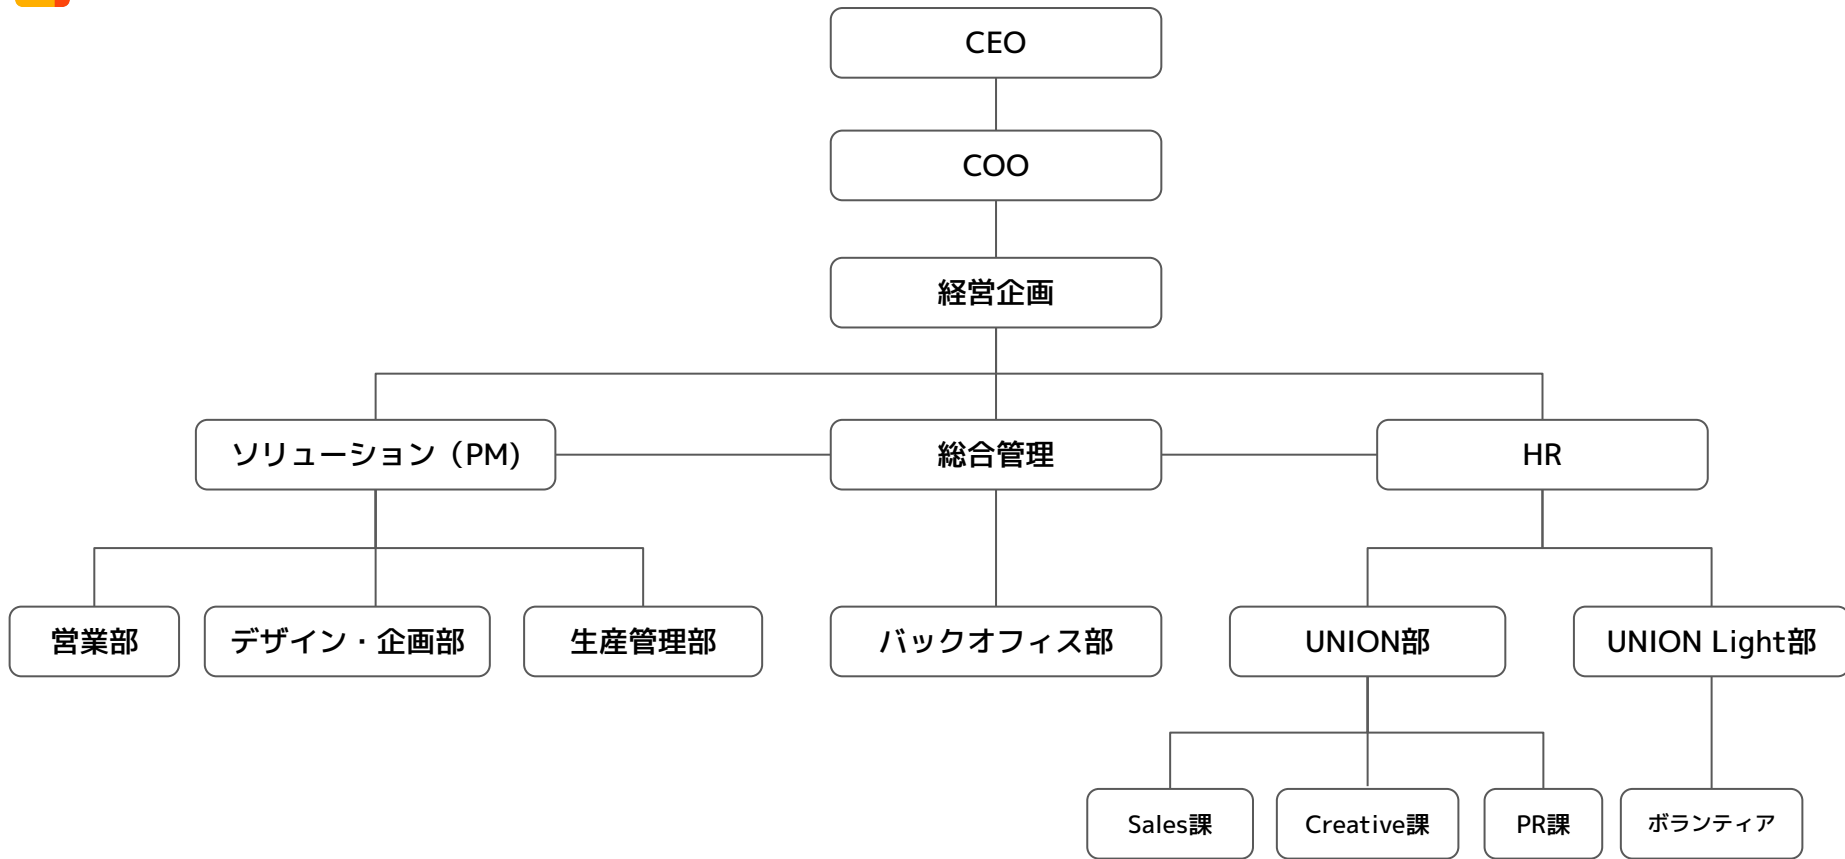 CEO
COO
経営企画
ソリューション（PM)
総合管理
HR
営業部
デザイン・企画部
生産管理部
バックオフィス部
UNION部
UNION Light部
Sales課
Creative課
PR課
ボランティア